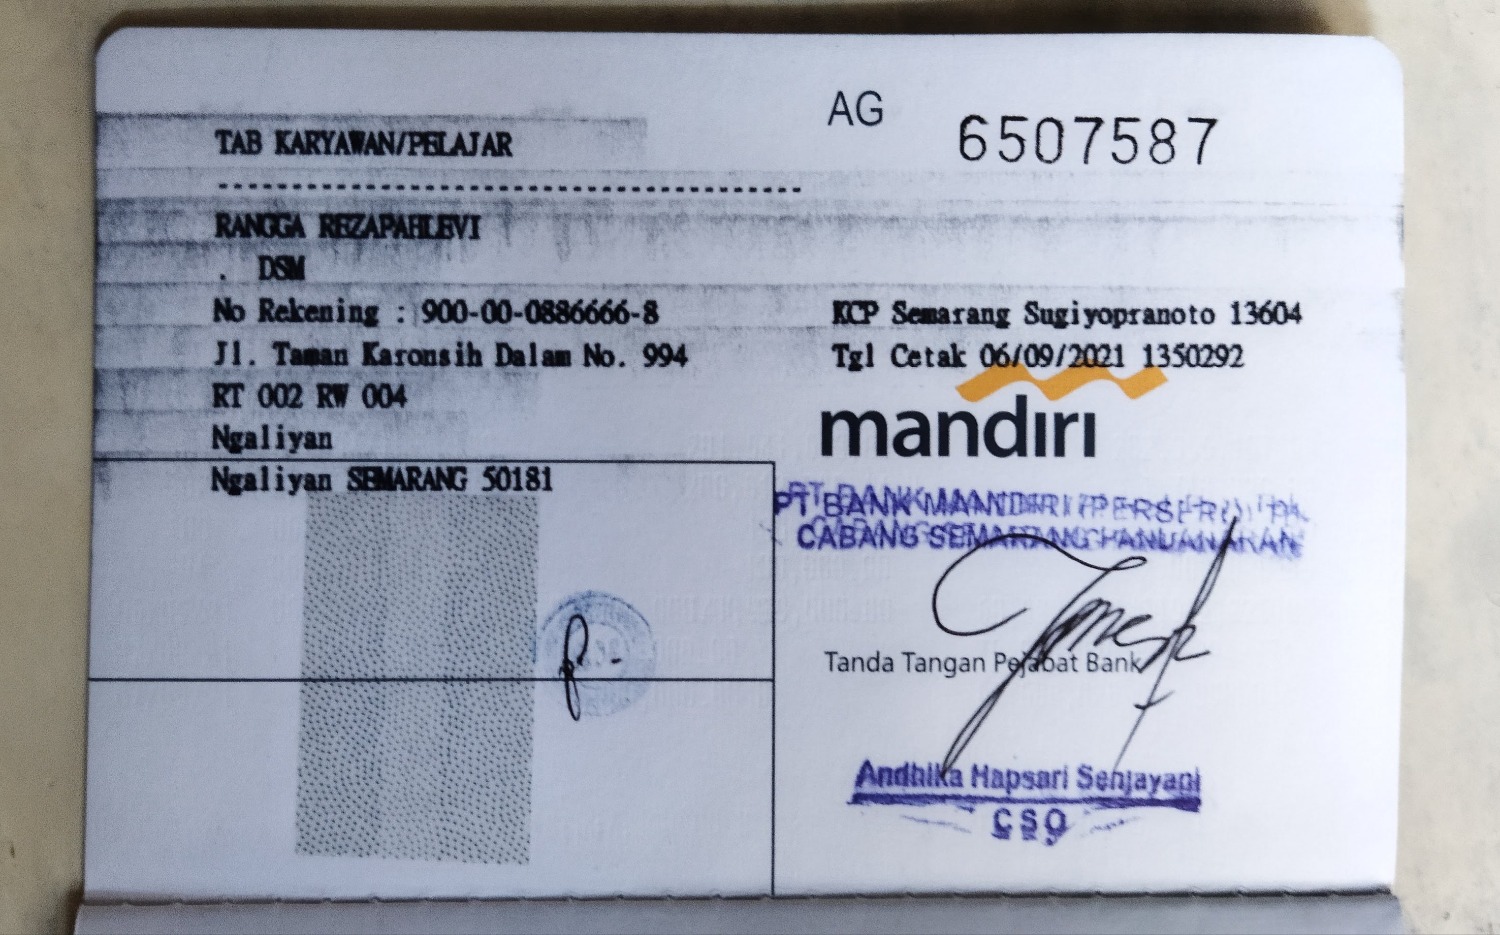 AG 6507587
TAB KARYAWAN/PELAJAR
--------------------------------------------
RANGGA REZAPAHLEVI
. DSM
No Rekening : 900-00-0886666-8
Jl. Taman Karonsih Dalam No. 994
RT 002 RW 004
Ngaliyan
Ngaliyan SEMARANG 50181
KCP Semarang Sugiyopranoto 13604
Tgl Cetak 06/09/2021 1350292
mandiri
PT BANK MANDIRI (PERSERO) Tbk.
CABANG SEMARANG
Tanda Tangan Pejabat Bank
Andhika Hapsari Senjayani
CSO